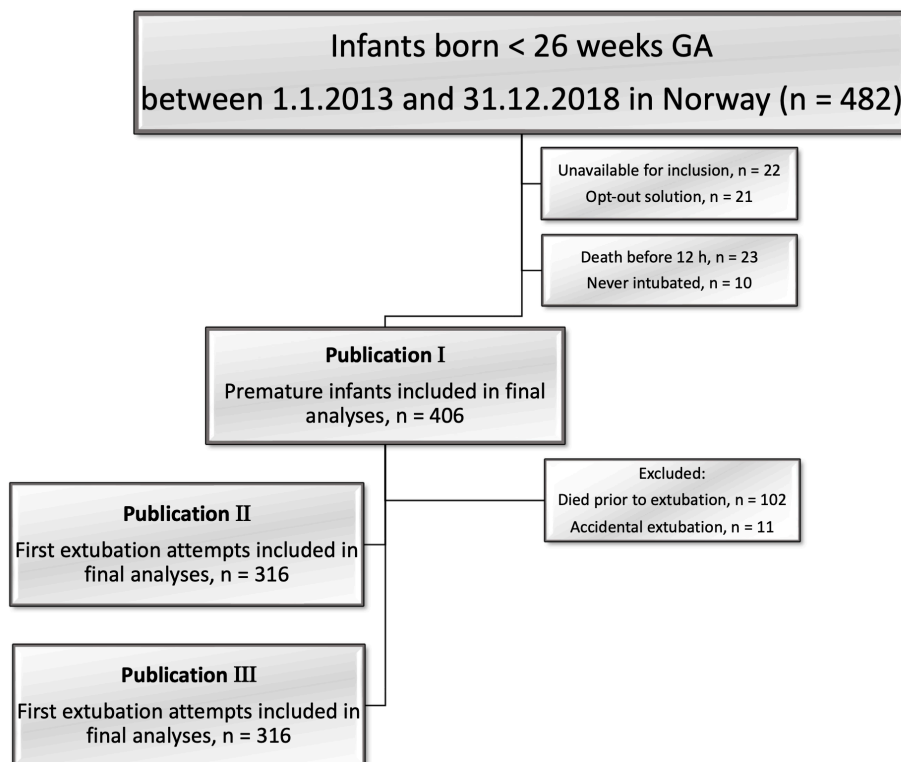 Infants born < 26 weeks GA
between 1.1.2013 and 31.12.2018 in Norway (n = 482)
Unavailable for inclusion, n = 22
Opt-out solution, n = 21
Death before 12 h, n = 23
Never intubated, n = 10
Publication I
Premature infants included in final
analyses, n = 406
Excluded:
Died prior to extubation, n = 102
Accidental extubation, n = 11
Publication II
First extubation attempts included in
final analyses, n = 316
Publication III
First extubation attempts included in
final analyses, n = 316